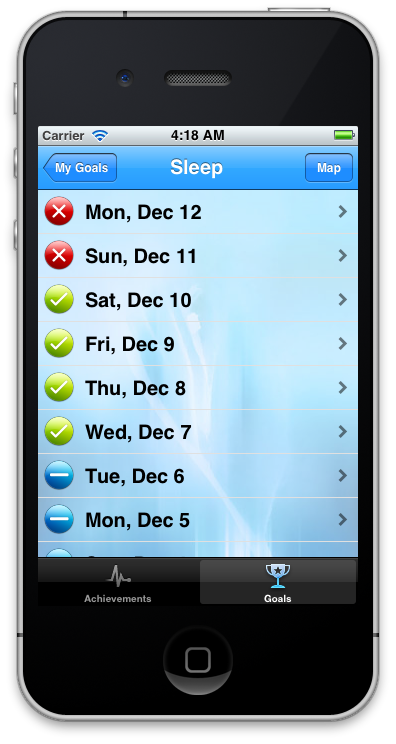 Carrier 4:18 AM
My Goals Sleep Map
Mon, Dec 12
Sun, Dec 11
Sat, Dec 10
Fri, Dec 9
Thu, Dec 8
Wed, Dec 7
Tue, Dec 6
Mon, Dec 5
Achievements Goals